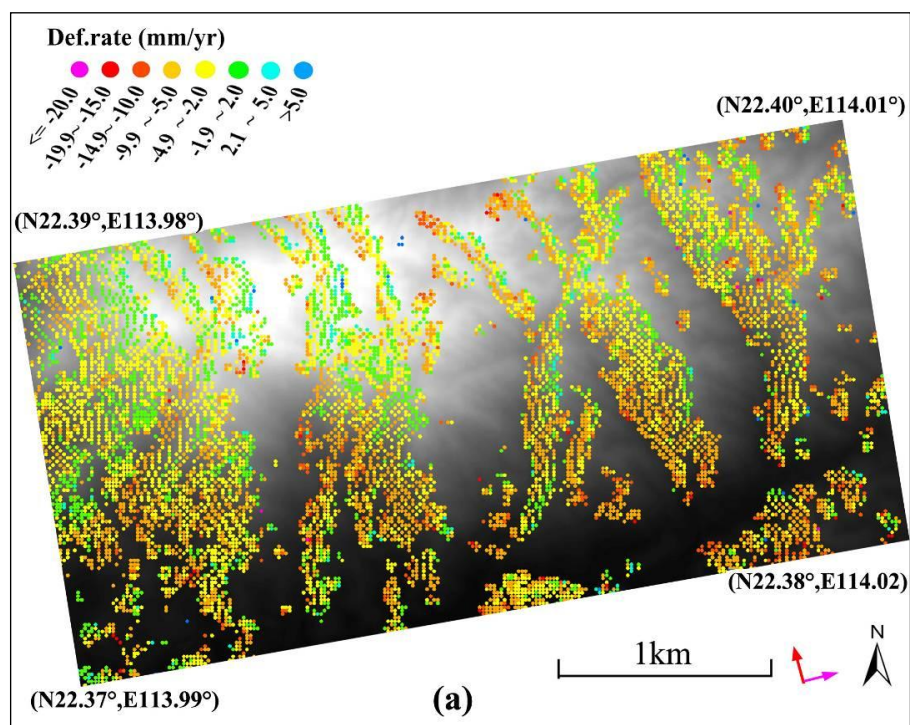 Def.rate (mm/yr)
<= -20.0
-19.9~ -15.0
-14.9~ -10.0
-9.9 ~ -5.0
-4.9 ~ -2.0
-1.9 ~ 2.0
2.1 ~ 5.0
>5.0
(N22.40°,E114.01°)
(N22.39°,E113.98°)
(N22.38°,E114.02)
N
1km
(N22.37°,E113.99°)
(a)